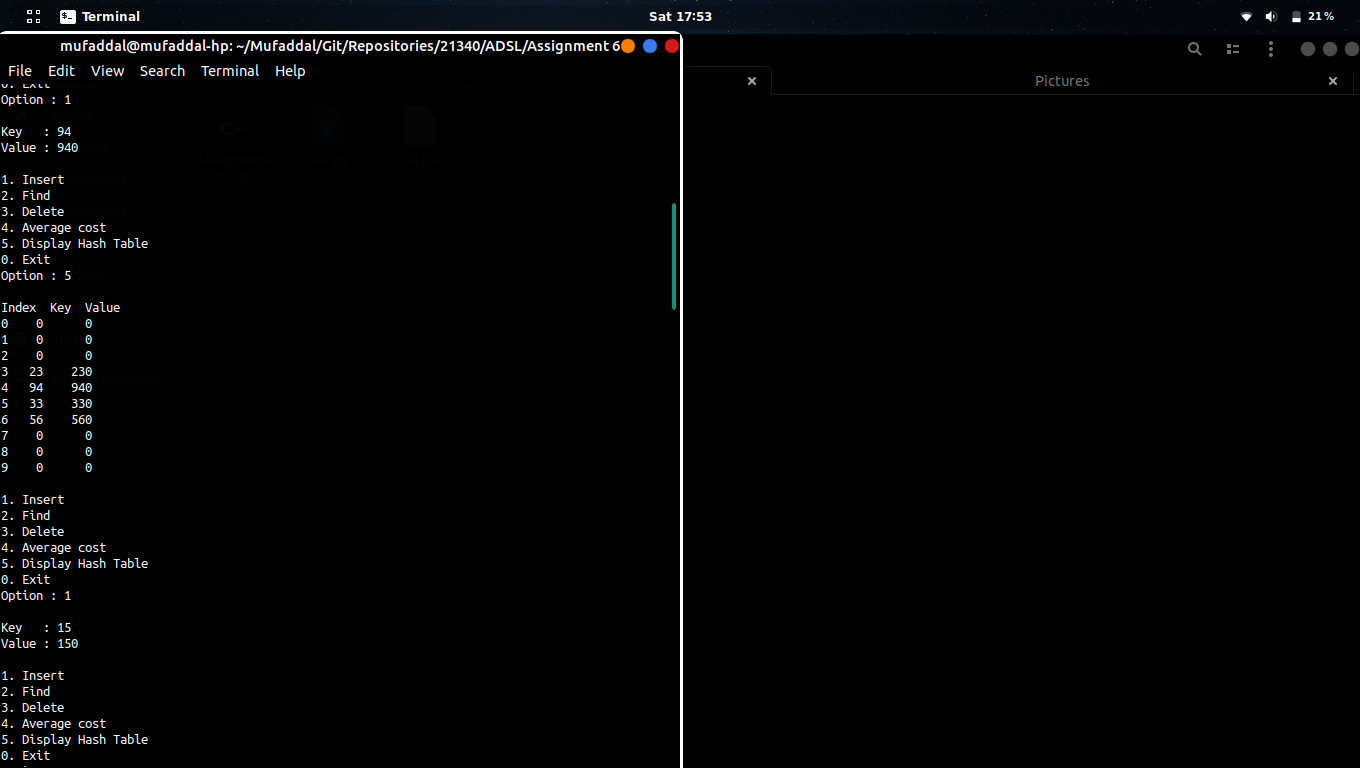 Terminal
Sat 17:53
21%
mufaddal@mufaddal-hp: ~/Mufaddal/Git/Repositories/21340/ADSL/Assignment 6
File Edit View Search Terminal Help
Pictures
0. Exit
Option : 1
Key   : 94
Value : 940
1. Insert
2. Find
3. Delete
4. Average cost
5. Display Hash Table
0. Exit
Option : 5
Index  Key  Value
0    0      0
1    0      0
2    0      0
3   23    230
4   94    940
5   33    330
6   56    560
7    0      0
8    0      0
9    0      0
1. Insert
2. Find
3. Delete
4. Average cost
5. Display Hash Table
0. Exit
Option : 1
Key   : 15
Value : 150
1. Insert
2. Find
3. Delete
4. Average cost
5. Display Hash Table
0. Exit